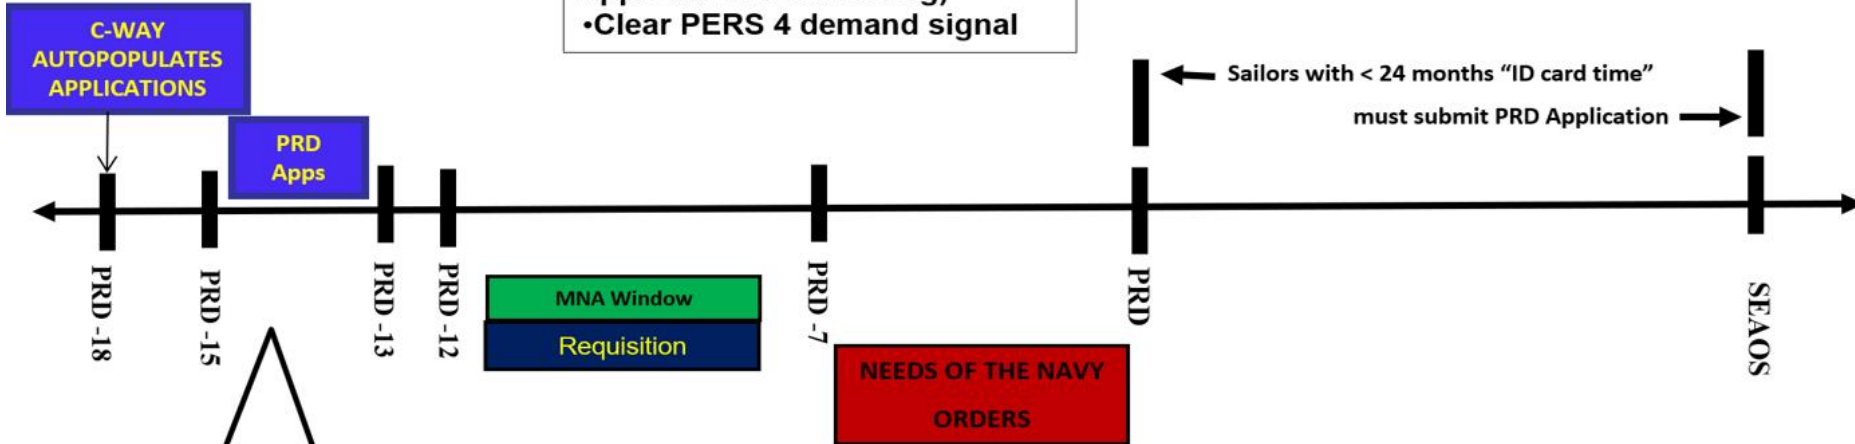 •Clear PERS 4 demand signal
C-WAY
AUTOPOPULATES
APPLICATIONS
PRD
Apps
Sailors with < 24 months “ID card time”
must submit PRD Application
PRD -18
PRD -15
PRD -13
PRD -12
MNA Window
Requisition
PRD -7
NEEDS OF THE NAVY
ORDERS
PRD
SEAOS